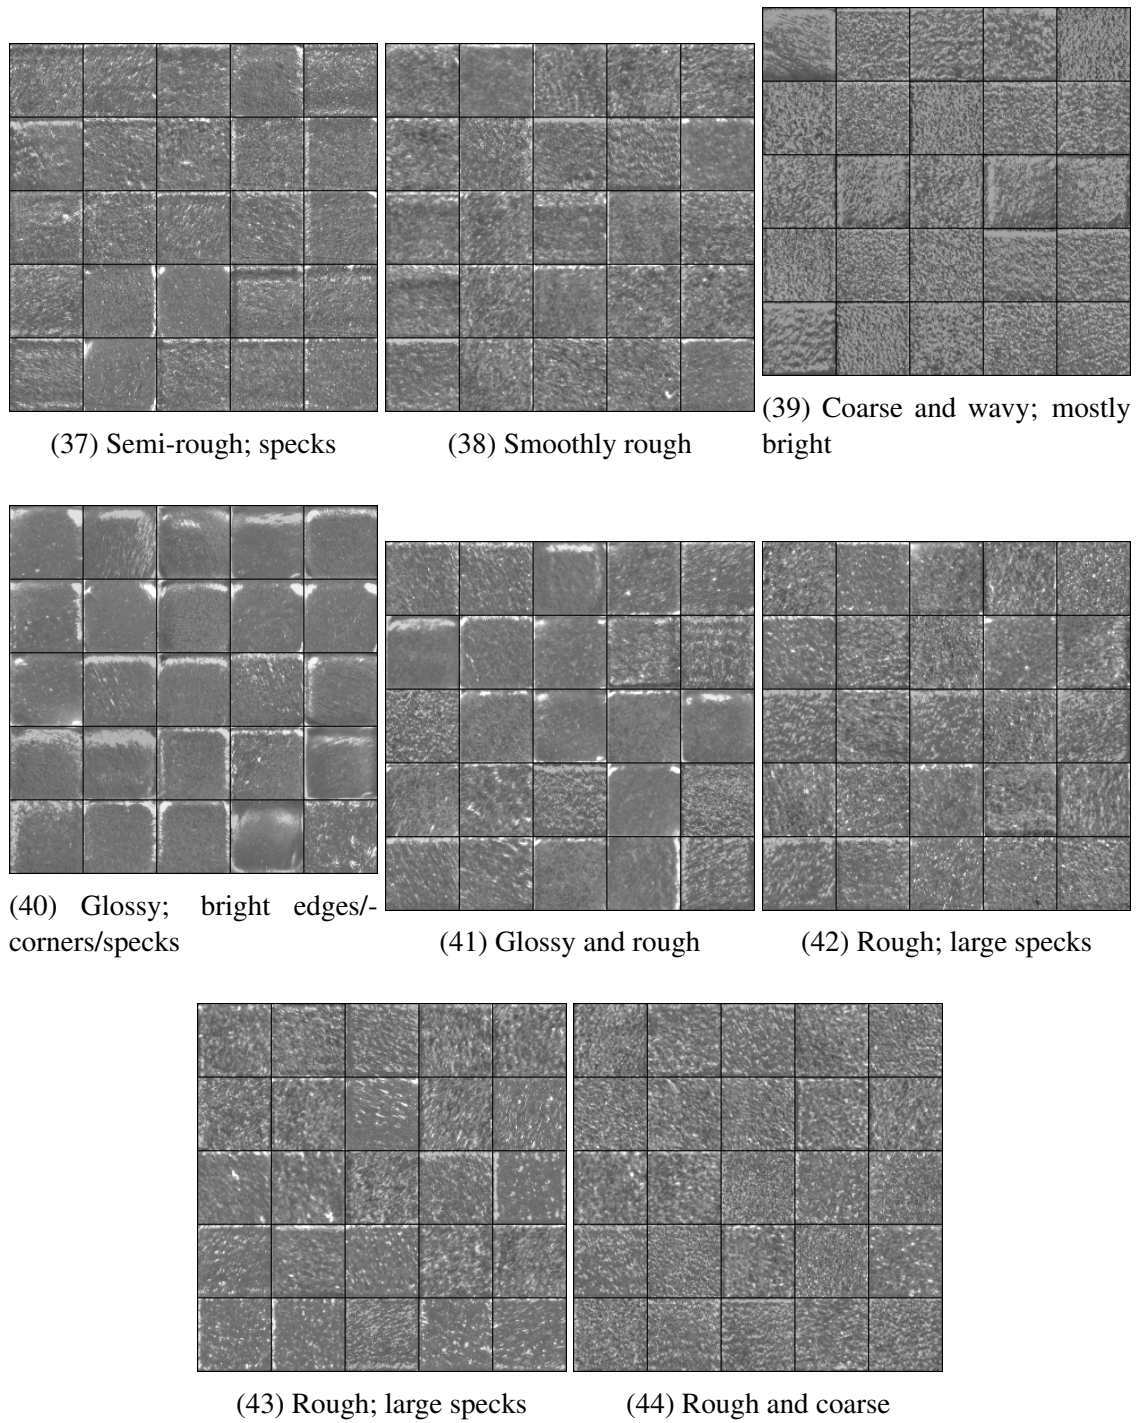 (37) Semi-rough; specks
(38) Smoothly rough
(39) Coarse and wavy; mostly
bright
(40) Glossy; bright edges/-
corners/specks
(41) Glossy and rough
(42) Rough; large specks
(43) Rough; large specks
(44) Rough and coarse